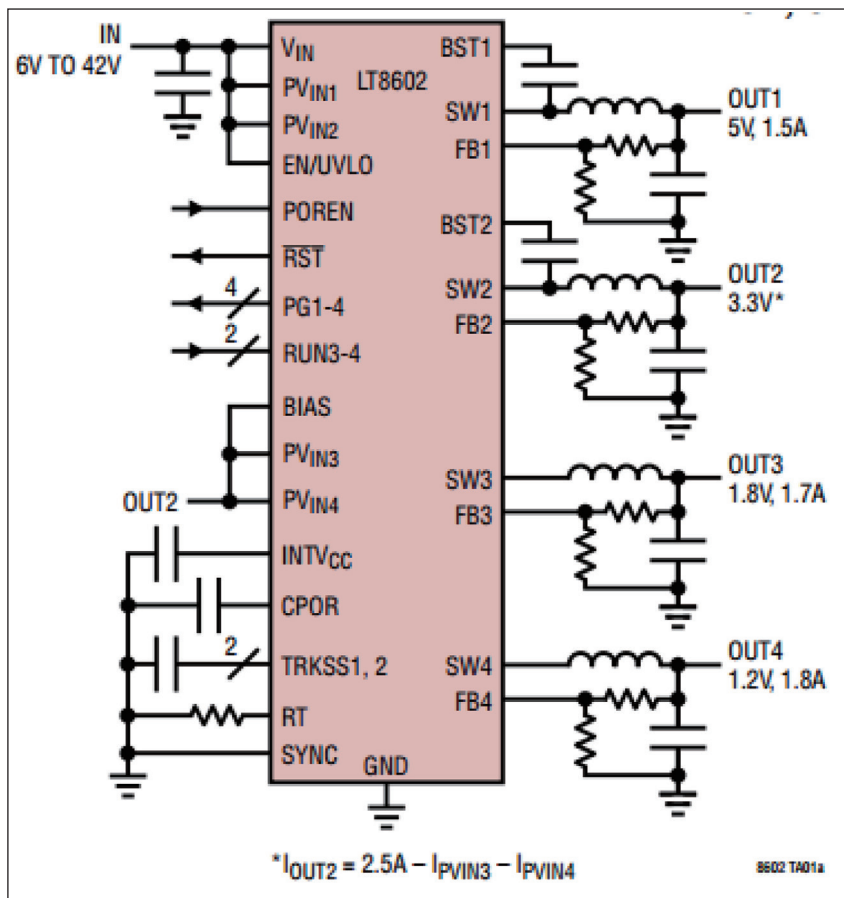 IN
6V TO 42V
VIN
PVIN1
PVIN2
EN/UVLO
POREN
RST
4
PG1-4
2
RUN3-4
BIAS
PVIN3
OUT2
PVIN4
INTVCC
CPOR
2
TRKSS1, 2
RT
SYNC
GND
LT8602
BST1
SW1
FB1
BST2
SW2
FB2
SW3
FB3
SW4
FB4
OUT1
5V, 1.5A
OUT2
3.3V*
OUT3
1.8V, 1.7A
OUT4
1.2V, 1.8A
*IOUT2 = 2.5A – IPVIN3 – IPVIN4
8602 TA01a